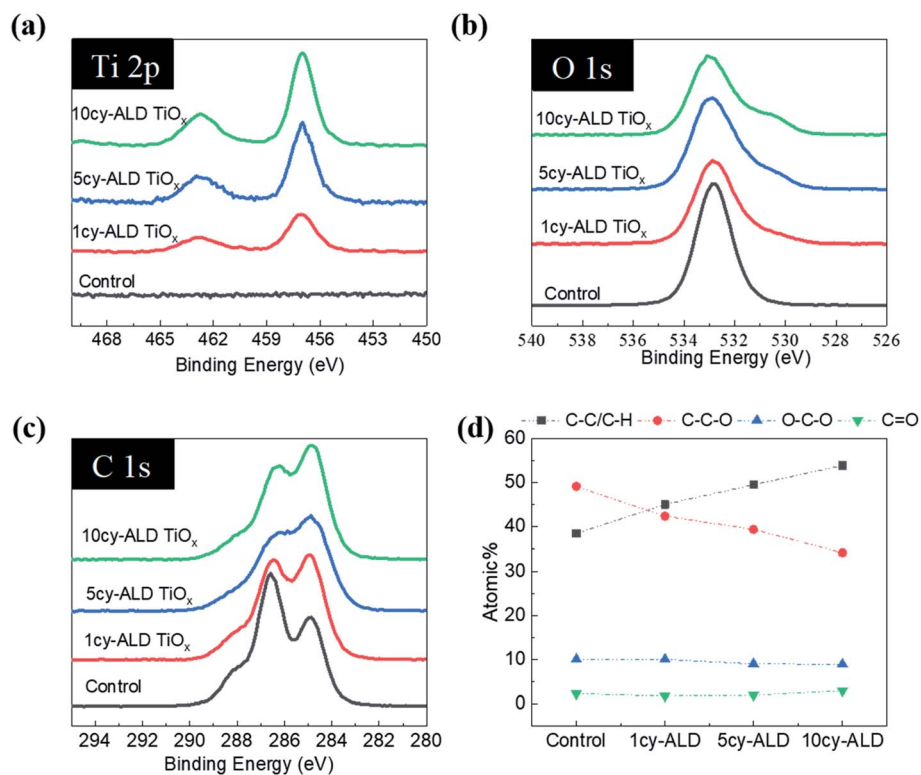 (a)
Ti 2p
10cy-ALD TiOx
5cy-ALD TiOx
1cy-ALD TiOx
Control
468 465 462 459 456 453 450
Binding Energy (eV)
(b)
O 1s
10cy-ALD TiOx
5cy-ALD TiOx
1cy-ALD TiOx
Control
540 538 536 534 532 530 528 526
Binding Energy (eV)
(c)
C 1s
10cy-ALD TiOx
5cy-ALD TiOx
1cy-ALD TiOx
Control
294 292 290 288 286 284 282 280
Binding Energy (eV)
(d)
C-C/C-H C-C-O O-C-O C=O
Atomic%
60
50
40
30
20
10
0
Control 1cy-ALD 5cy-ALD 10cy-ALD